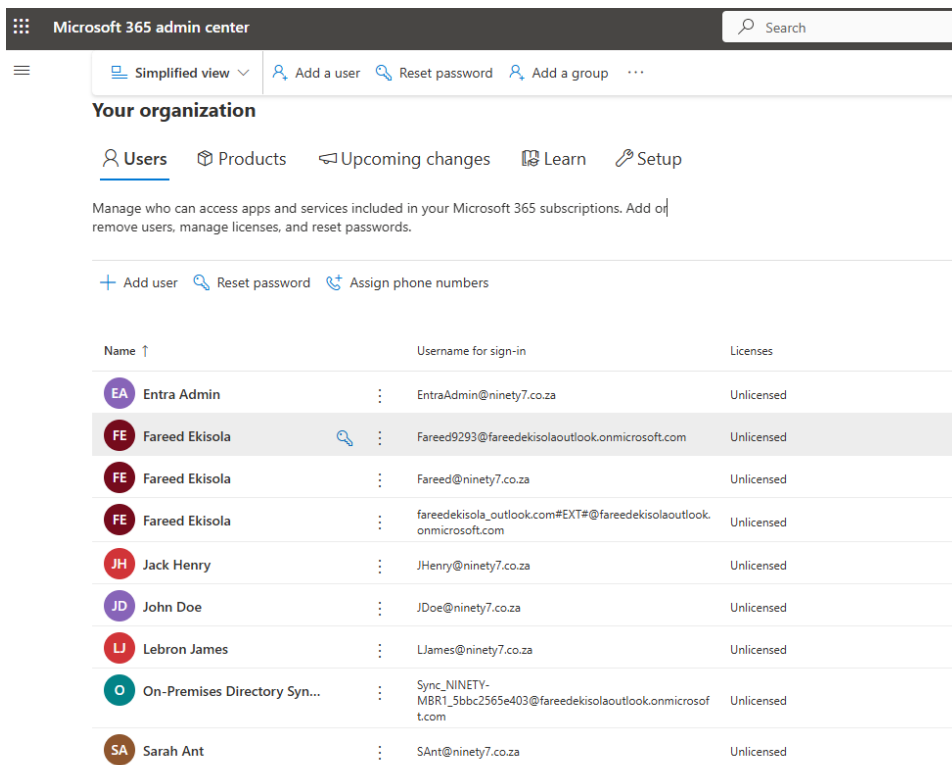 Microsoft 365 admin center
Search
Simplified view
Add a user
Reset password
Add a group
Your organization
Users
Products
Upcoming changes
Learn
Setup
Manage who can access apps and services included in your Microsoft 365 subscriptions. Add or
remove users, manage licenses, and reset passwords.
Add user
Reset password
Assign phone numbers
Name ↑ Username for sign-in Licenses
EA Entra Admin EntraAdmin@ninety7.co.za Unlicensed
FE Fareed Ekisola Fareed9293@fareedekisolaoutlook.onmicrosoft.com Unlicensed
FE Fareed Ekisola Fareed@ninety7.co.za Unlicensed
FE Fareed Ekisola fareedekisola_outlook.com#EXT#@fareedekisolaoutlook.
onmicrosoft.com Unlicensed
JH Jack Henry JHenry@ninety7.co.za Unlicensed
JD John Doe JDoe@ninety7.co.za Unlicensed
LJ Lebron James LJames@ninety7.co.za Unlicensed
O On-Premises Directory Syn... Sync_NINETY-
MBR1_5bbc2565e403@fareedekisolaoutlook.onmicrosof
t.com Unlicensed
SA Sarah Ant SAnt@ninety7.co.za Unlicensed